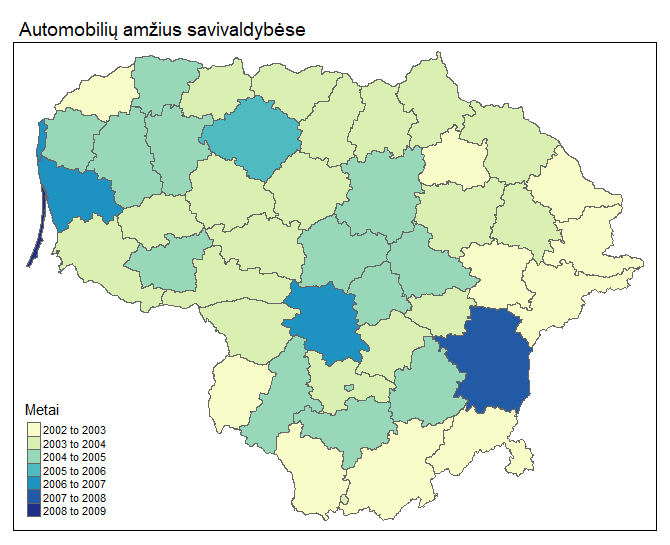 Automobilių amžius savivaldybėse
Metai
2002 to 2003
2003 to 2004
2004 to 2005
2005 to 2006
2006 to 2007
2007 to 2008
2008 to 2009